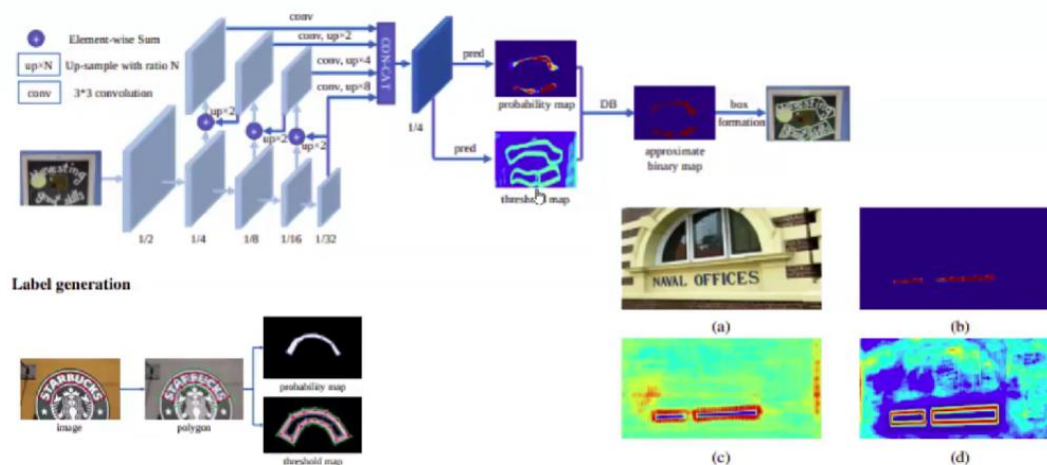 conv
conv, up×2
conv, up×4
conv, up×8
CON-CAT
Element-wise Sum
up×N Up-sample with ratio N
conv 3*3 convolution
up×2
up×2
up×2
1/2
1/4
1/8
1/16
1/32
1/4
pred
pred
probability map
threshold map
DB
approximate
binary map
box
formation
NAVAL OFFICES
(a)
(b)
(c)
(d)
Label generation
STARBUCKS
image
STARBUCKS
polygon
probability map
threshold map